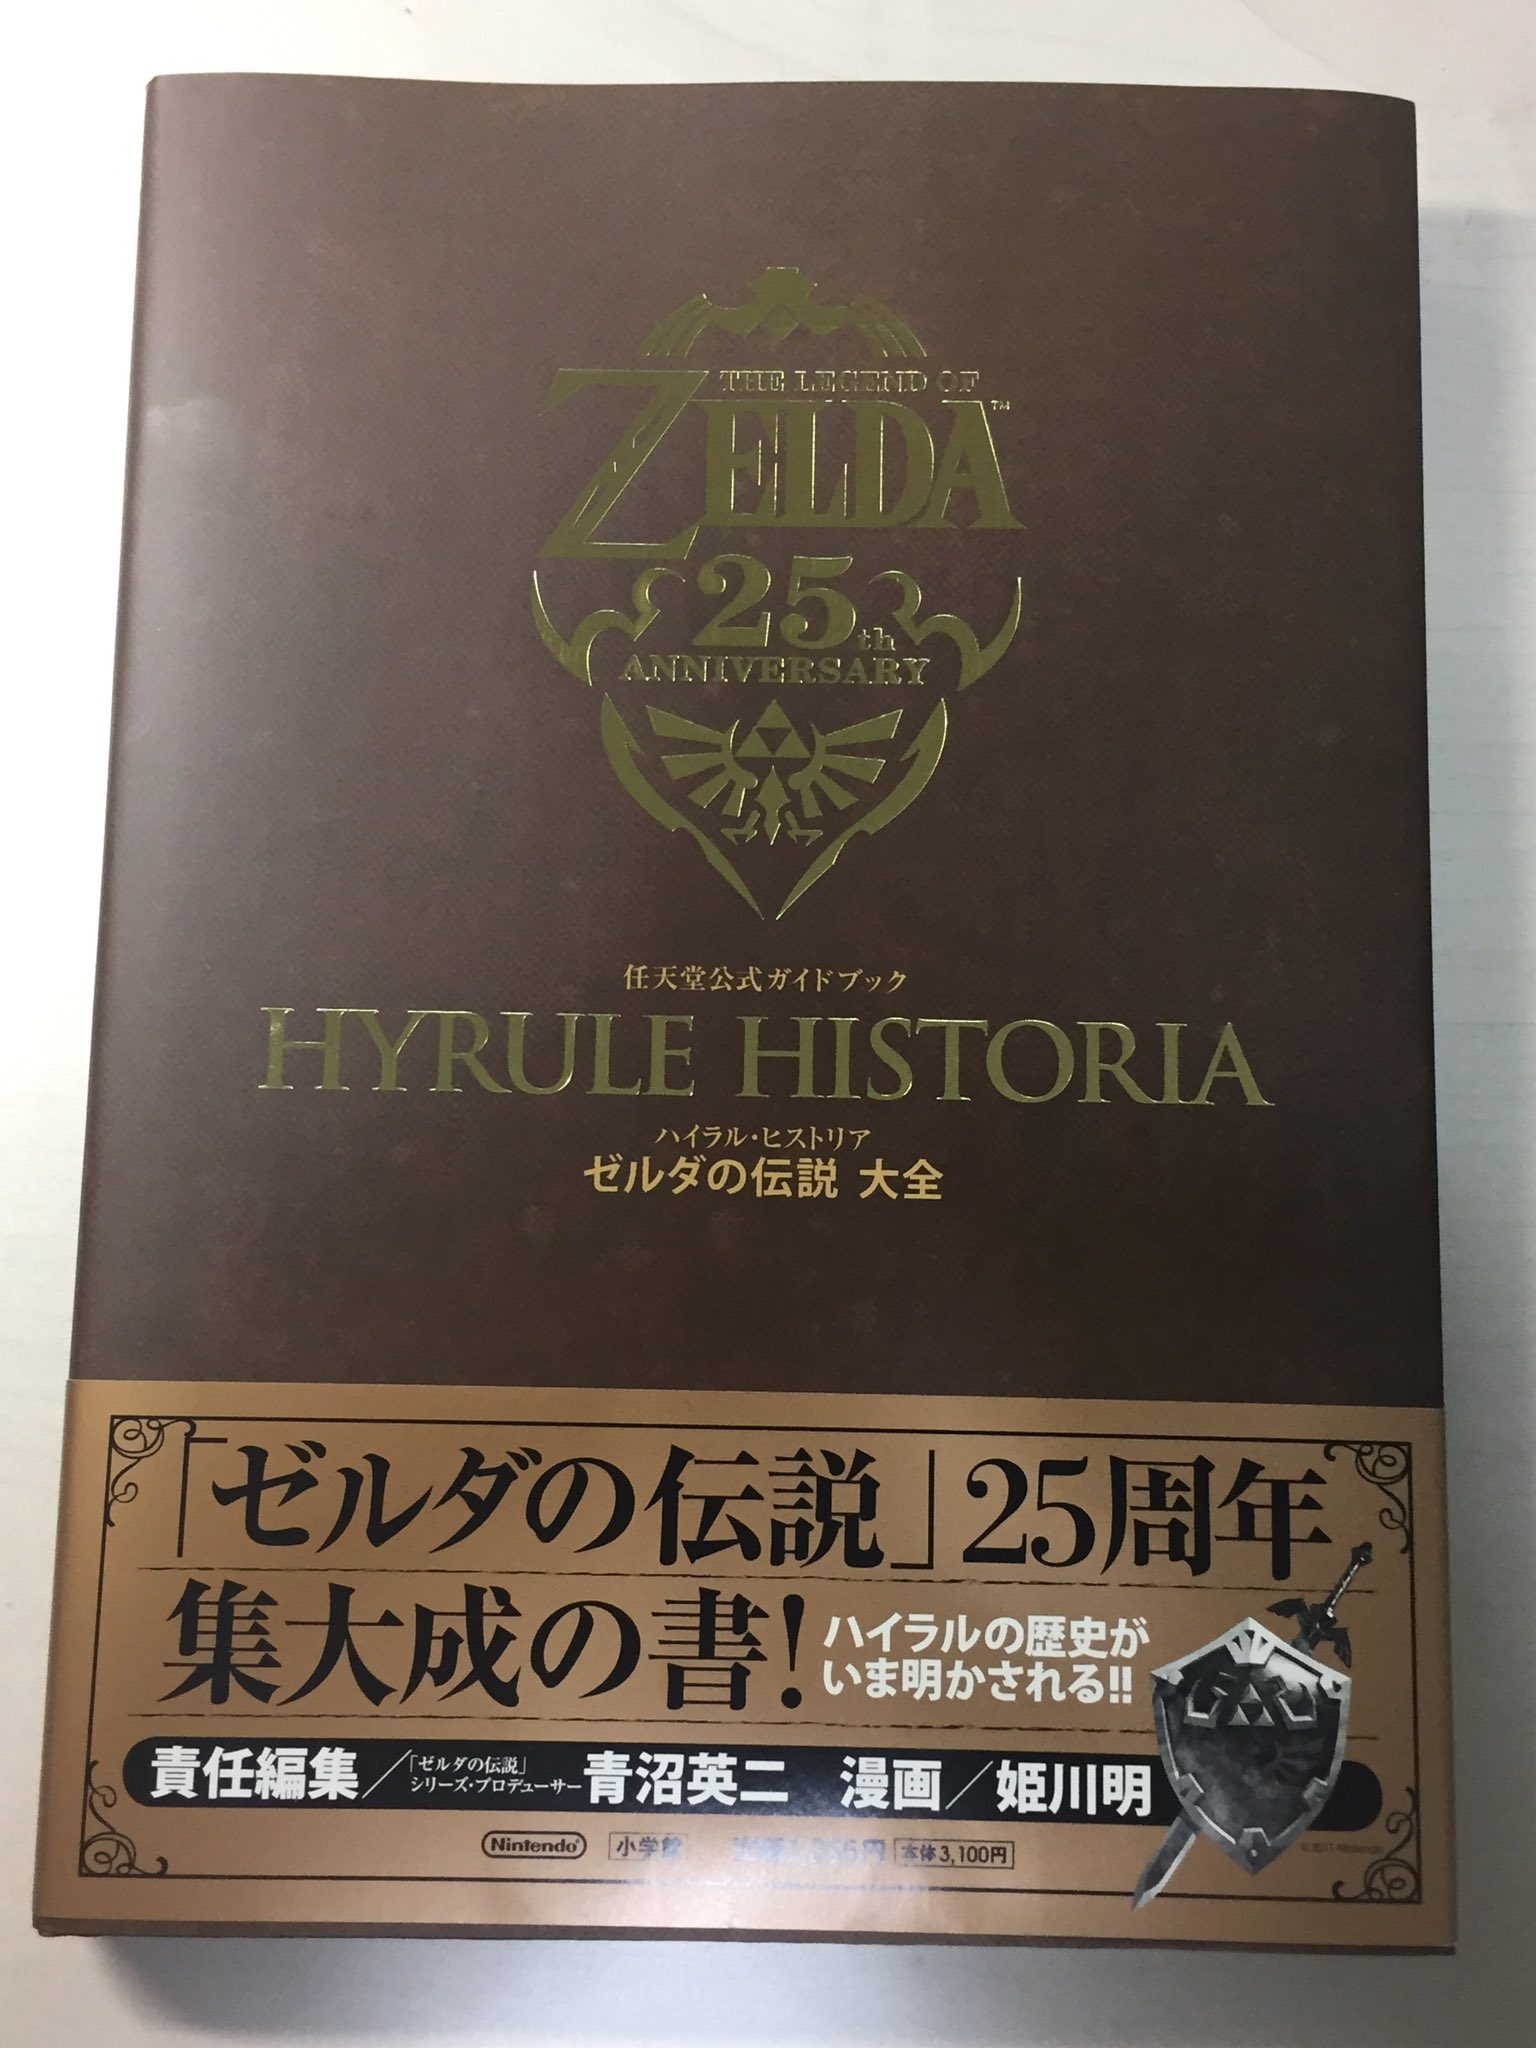 THE LEGEND OF
ZELDA™
25th
ANNIVERSARY
任天堂公式ガイドブック
HYRULE HISTORIA
ハイラル・ヒストリア
ゼルダの伝説 大全
「ゼルダの伝説」25周年
集大成の書!
ハイラルの歴史が
いま明かされる!!
責任編集/「ゼルダの伝説」シリーズ・プロデューサー青沼英二 漫画/姫川明
Nintendo 小学館 本体3,100円
© 2011 Nintendo